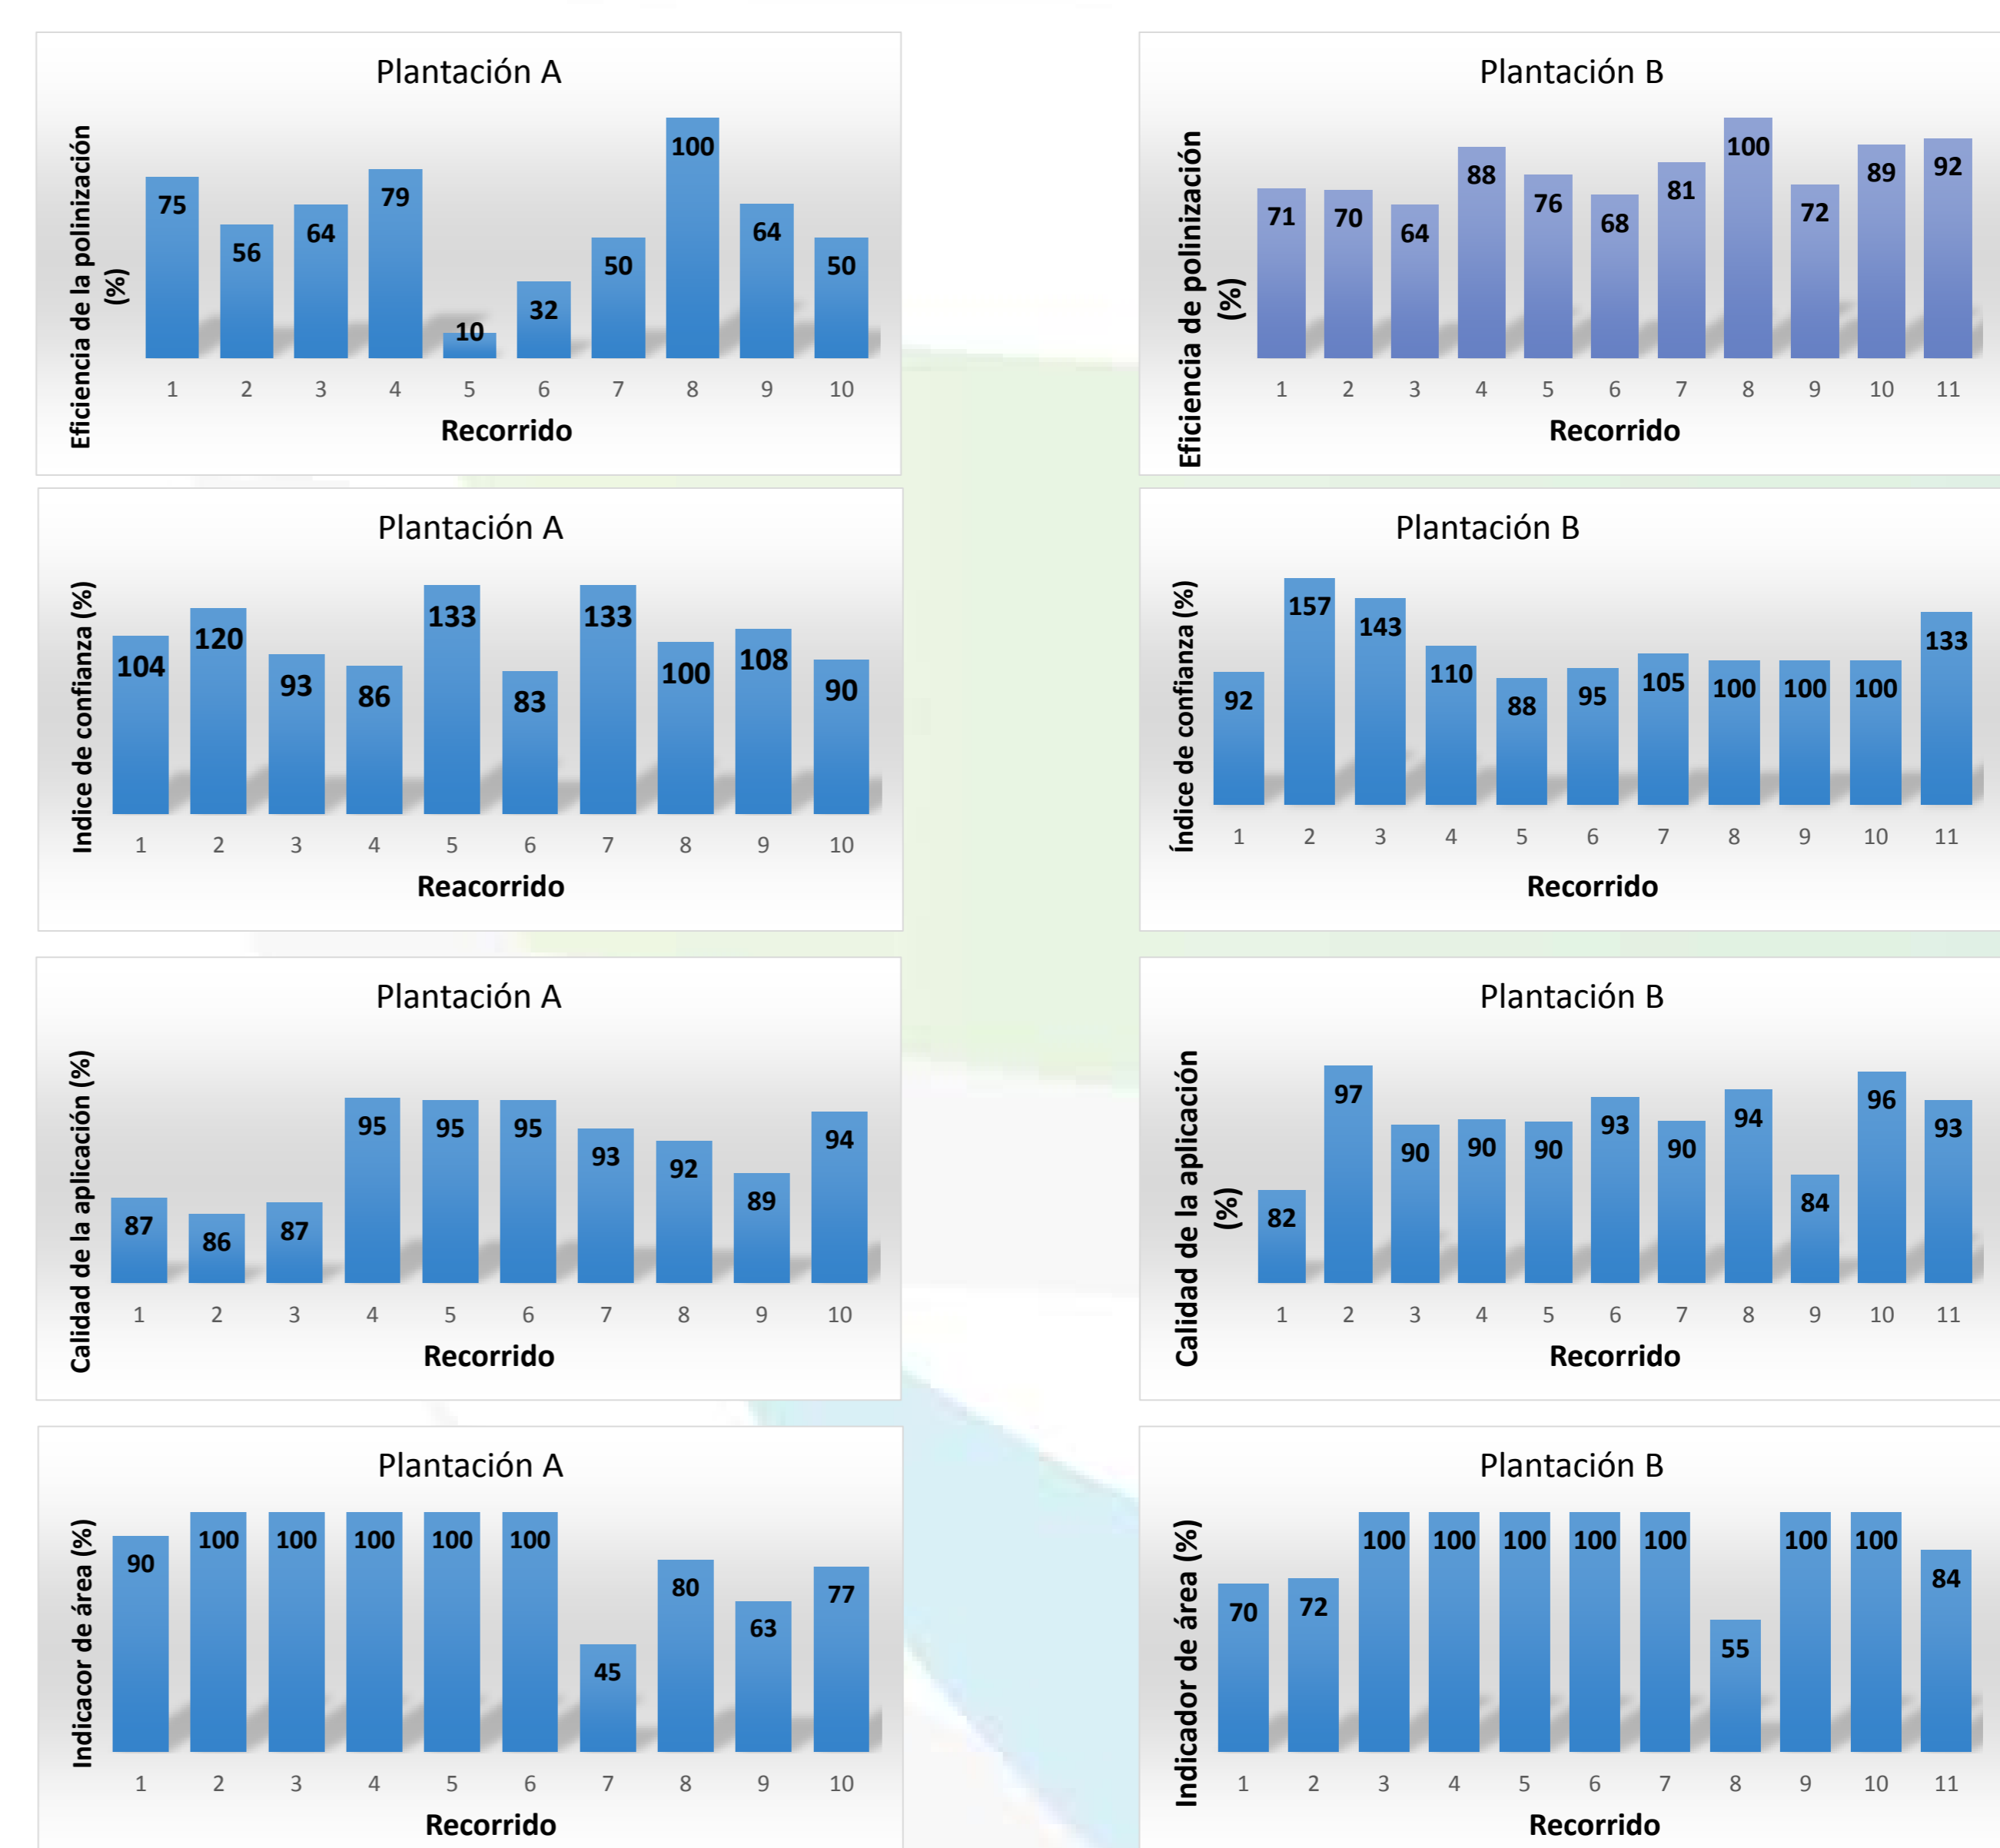 Plantación A
Eficiencia de la polinización
(%)
75
56
64
79
10
32
50
100
64
50
1 2 3 4 5 6 7 8 9 10
Recorrido
Plantación B
Eficiencia de polinización
(%)
71
70
64
88
76
68
81
100
72
89
92
1 2 3 4 5 6 7 8 9 10 11
Recorrido
Plantación A
Indice de confianza (%)
104
120
93
86
133
83
133
100
108
90
1 2 3 4 5 6 7 8 9 10
Reacorrido
Plantación B
Índice de confianza (%)
92
157
143
110
88
95
105
100
100
100
133
1 2 3 4 5 6 7 8 9 10 11
Recorrido
Plantación A
Calidad de la aplicación (%)
87
86
87
95
95
95
93
92
89
94
1 2 3 4 5 6 7 8 9 10
Recorrido
Plantación B
Calidad de la aplicación
(%)
82
97
90
90
90
93
90
94
84
96
93
1 2 3 4 5 6 7 8 9 10 11
Recorrido
Plantación A
Indicacor de área (%)
90
100
100
100
100
100
45
80
63
77
1 2 3 4 5 6 7 8 9 10
Recorrido
Plantación B
Indicador de área (%)
70
72
100
100
100
100
100
55
100
100
84
1 2 3 4 5 6 7 8 9 10 11
Recorrido